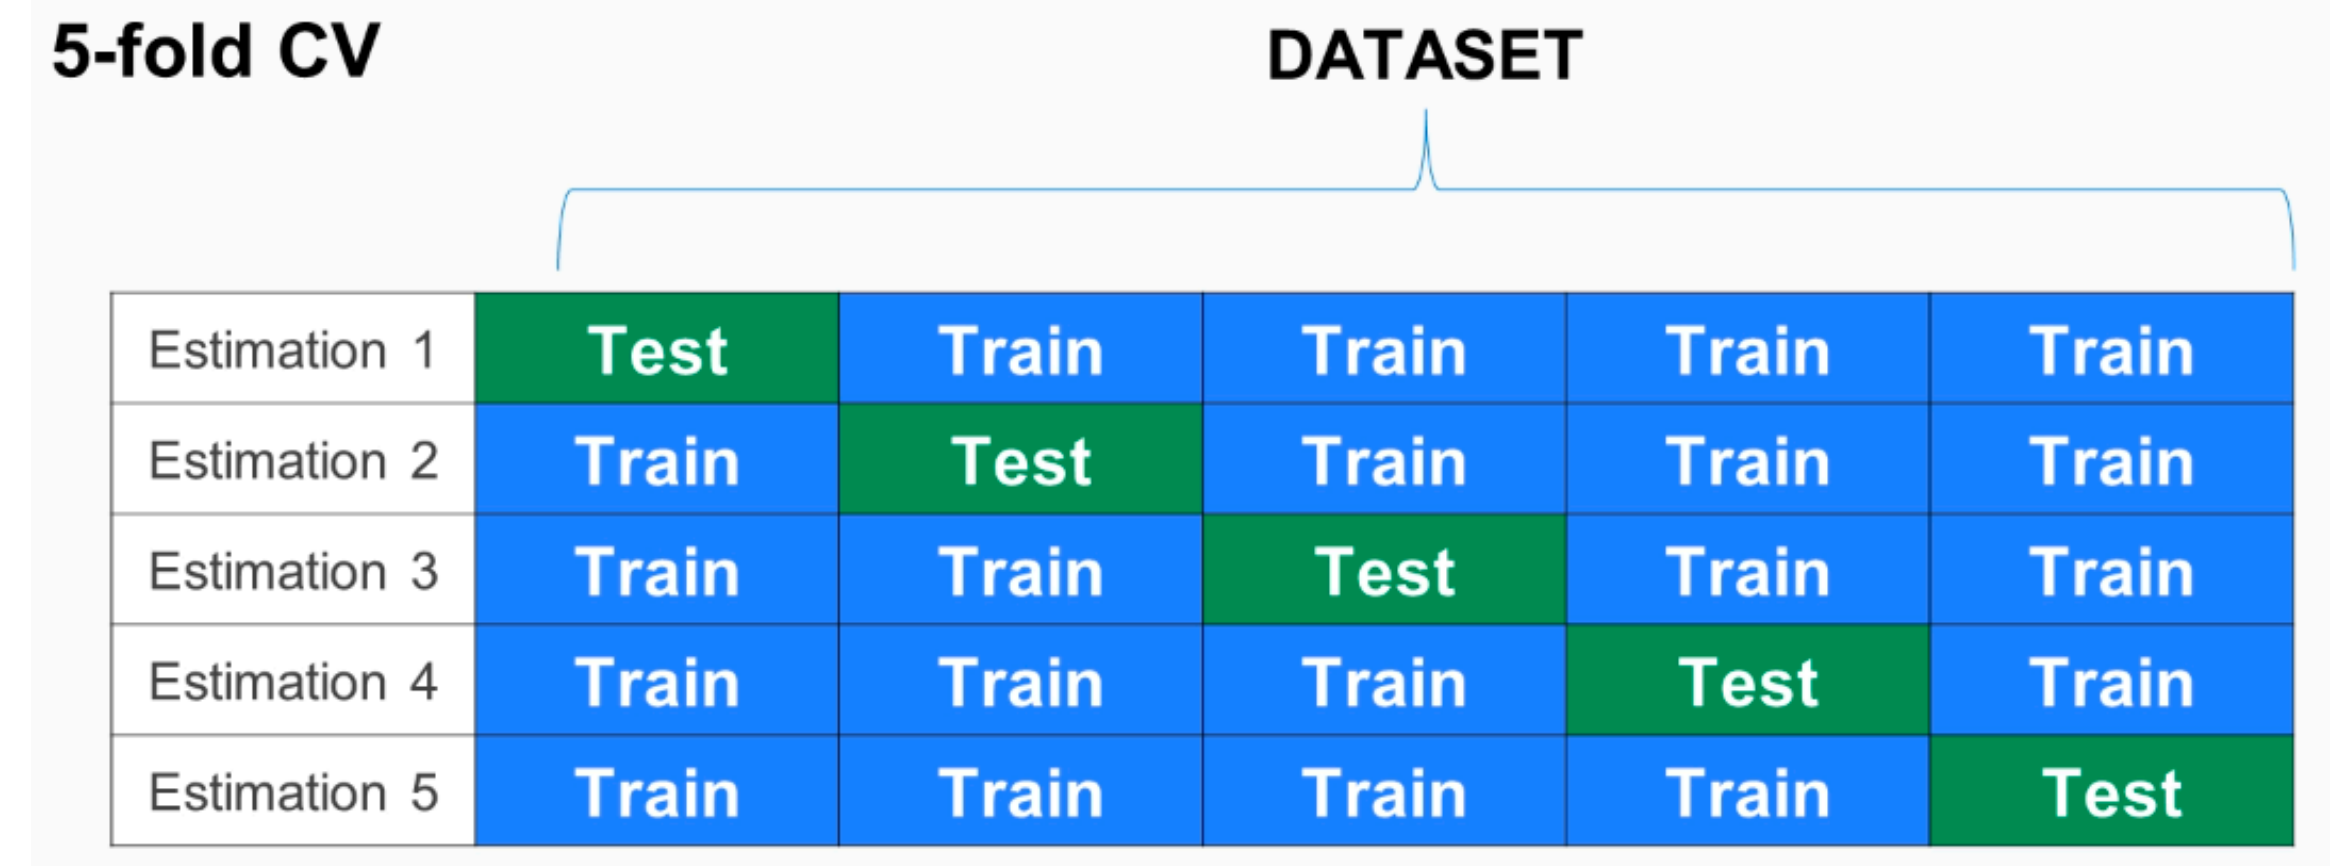 5-fold CV
DATASET
Estimation 1 Test Train Train Train Train
Estimation 2 Train Test Train Train Train
Estimation 3 Train Train Test Train Train
Estimation 4 Train Train Train Test Train
Estimation 5 Train Train Train Train Test